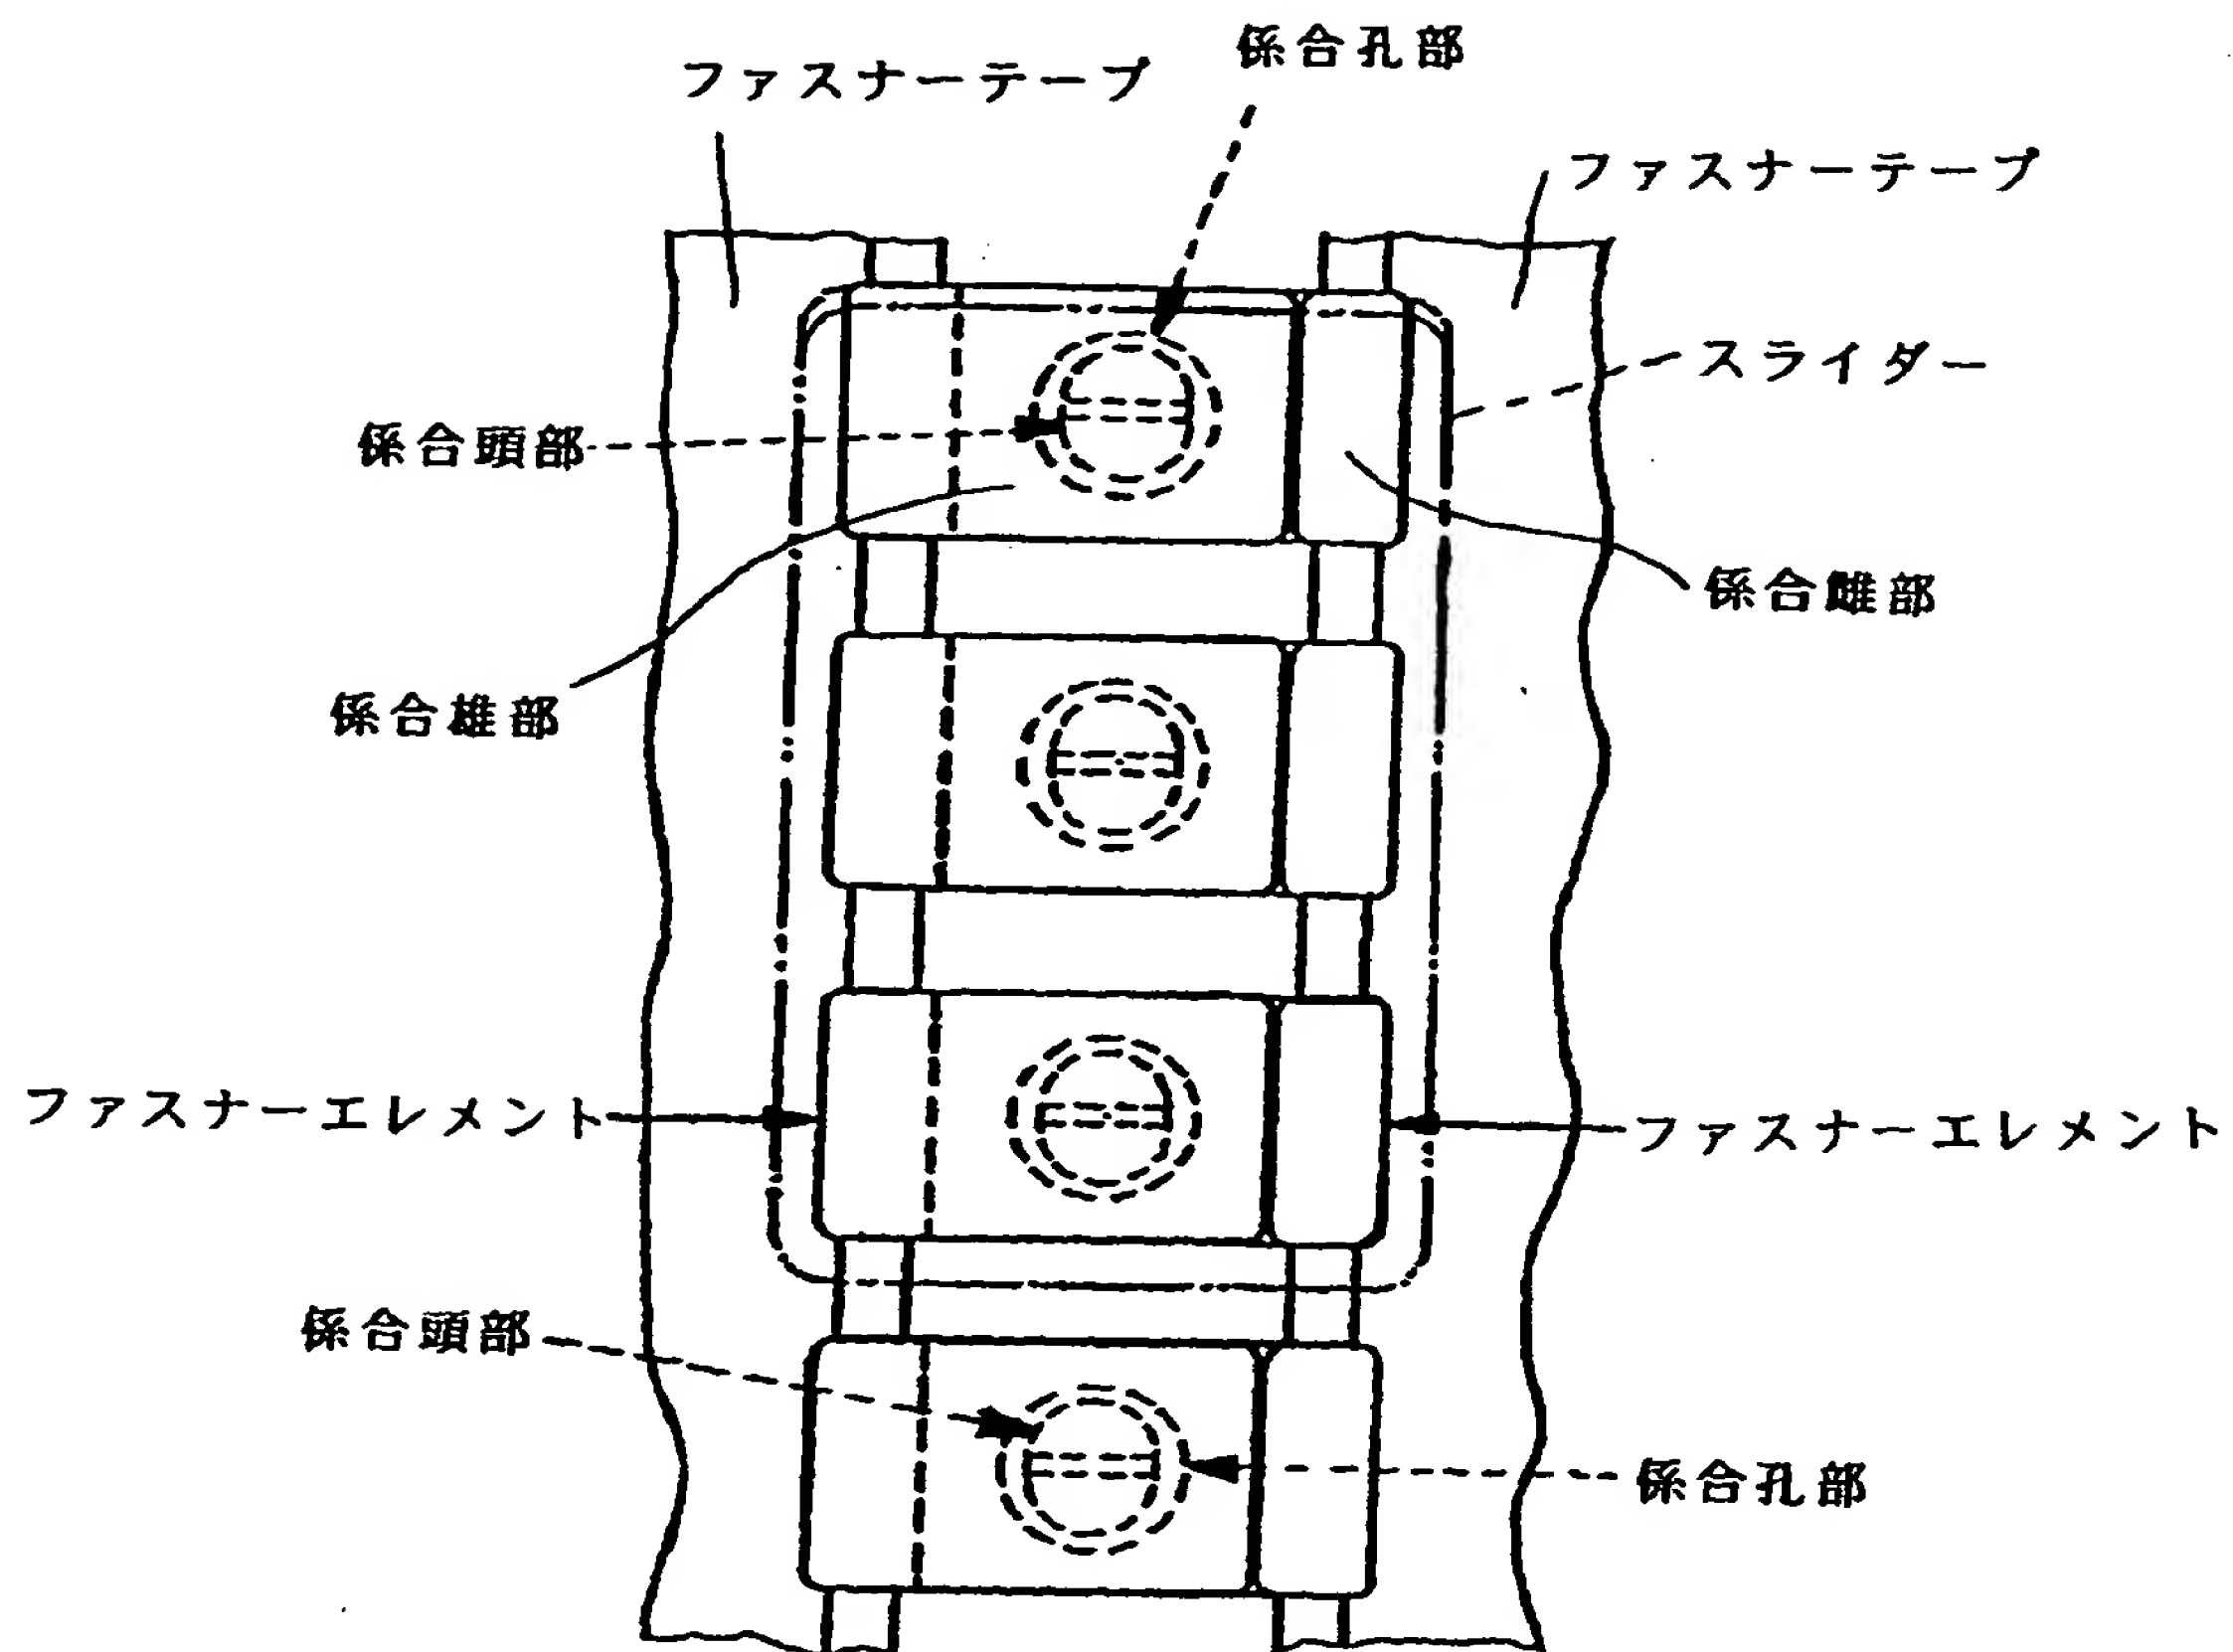 係合孔部
ファスナーテープ
ファスナーテープ
スライダー
係合頭部
係合雌部
係合雄部
ファスナーエレメント
ファスナーエレメント
係合頭部
係合孔部